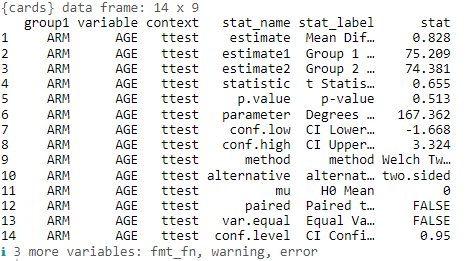 {cards} data frame: 14 x 9
group1 variable context stat_name stat_label stat
1 ARM AGE ttest estimate Mean Dif… 0.828
2 ARM AGE ttest estimate1 Group 1 … 75.209
3 ARM AGE ttest estimate2 Group 2 … 74.381
4 ARM AGE ttest statistic t Statis… 0.655
5 ARM AGE ttest p.value p-value 0.513
6 ARM AGE ttest parameter Degrees … 167.362
7 ARM AGE ttest conf.low CI Lower… -1.668
8 ARM AGE ttest conf.high CI Upper… 3.324
9 ARM AGE ttest method method Welch Tw…
10 ARM AGE ttest alternative alternat… two.sided
11 ARM AGE ttest mu H0 Mean 0
12 ARM AGE ttest paired Paired t… FALSE
13 ARM AGE ttest var.equal Equal Va… FALSE
14 ARM AGE ttest conf.level CI Confi… 0.95
ℹ 3 more variables: fmt_fn, warning, error